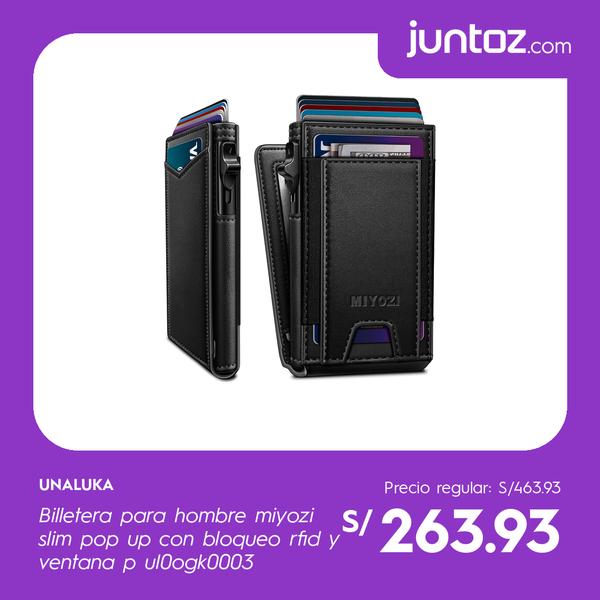 juntoz.com
MIYOZI
UNALUKA
Precio regular: S/463.93
Billetera para hombre miyozi
slim pop up con bloqueo rfid y
ventana p ul0ogk0003
S/ 263.93